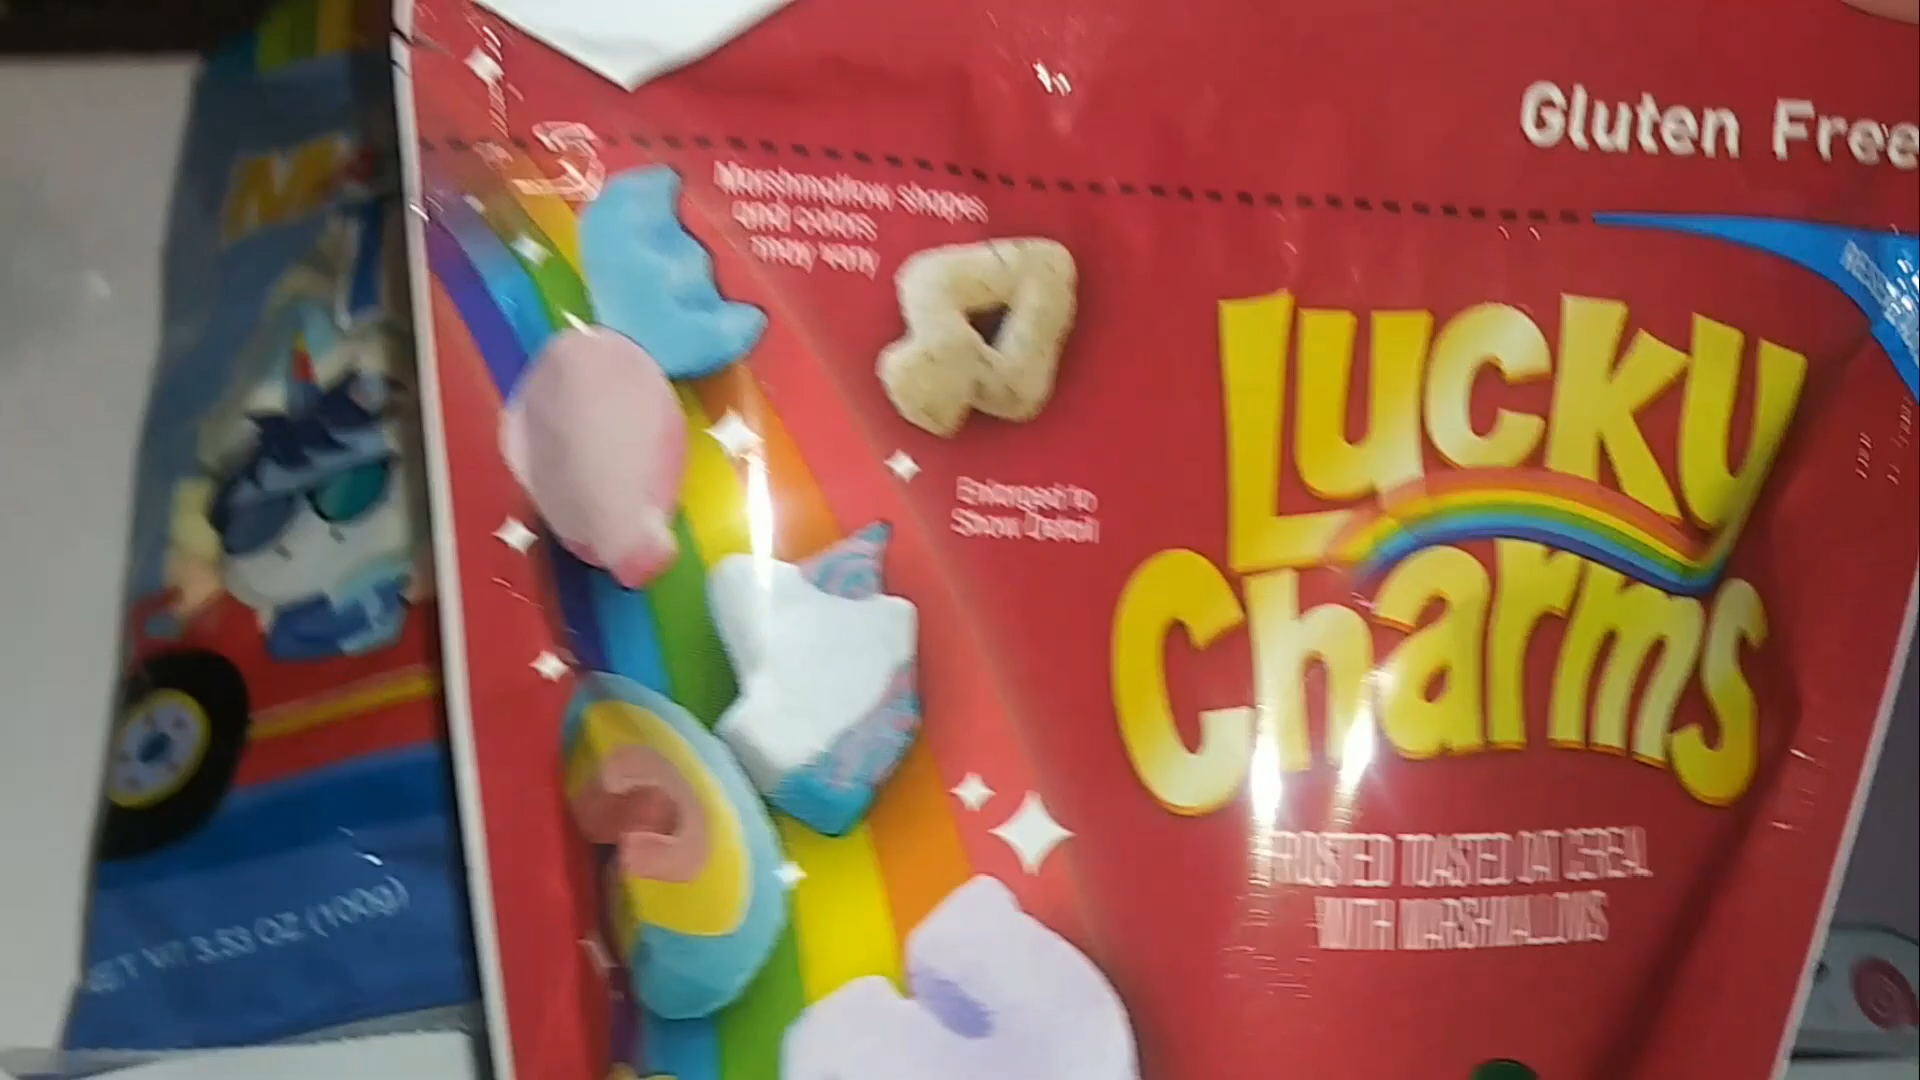 Gluten Free
Marshmallow shapes
and colors
may vary
Lucky
Charms
Enlarged to
Show Detail
FROSTED TOASTED OAT CEREAL
WITH MARSHMALLOWS
NET WT 3.53 OZ (100g)